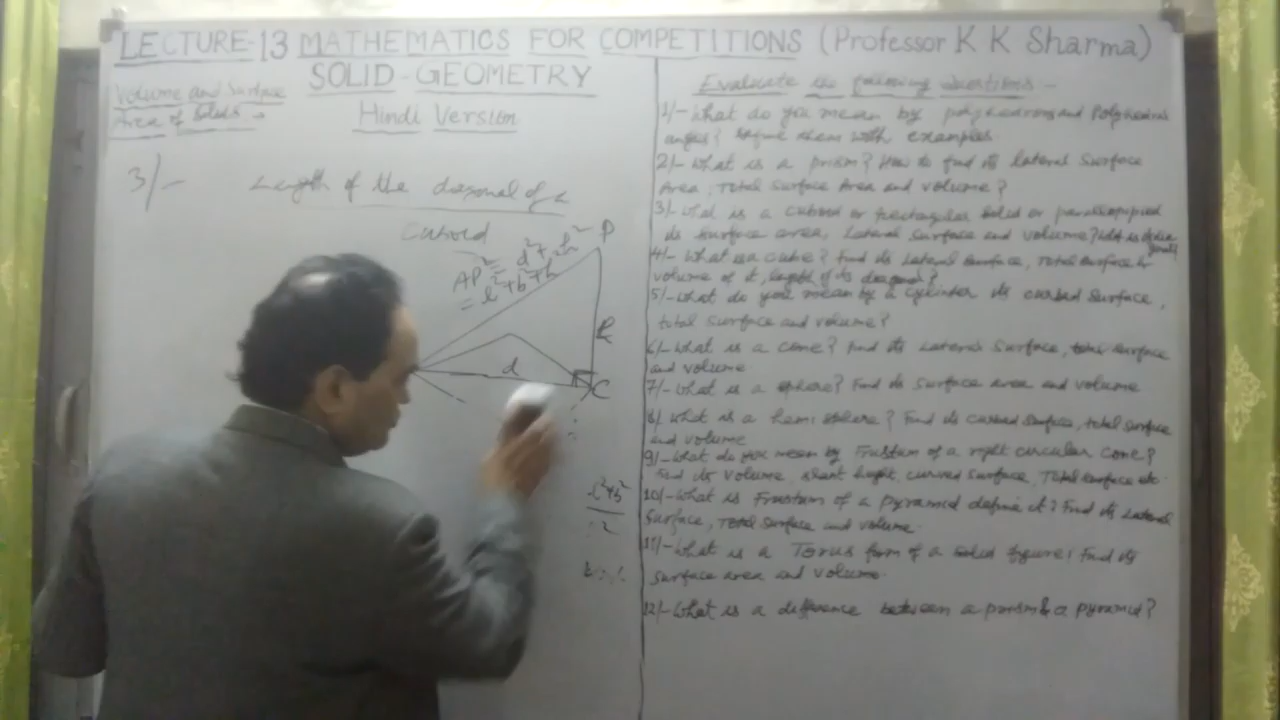 LECTURE-13 MATHEMATICS FOR COMPETITIONS (Professor K K Sharma)
SOLID-GEOMETRY
Volume and Surface
Area of Solids →
Hindi Version
3/- Length of the diagonal of a
Cuboid
AP² = d² + h²
= l² + b² + h²
P
d
C
l²+b²
Evaluate the following Questions :-
1/- What do you mean by polyhedrons and Polyhedral
angles? define them with examples
2/- What is a prism? How to find its lateral Surface
Area, Total Surface Area and volume?
3/- What is a cuboid or rectangular solid or parallelopiped
its surface area, Lateral surface and volume?
4/- What is a cube? Find its Lateral Surface, Total Surface &
volume of it, length of its diagonal?
5/- What do you mean by a cylinder its curved Surface,
total surface and volume?
6/- What is a cone? Find its Lateral Surface, total surface
and volume
7/- What is a sphere? Find its surface area and volume
8/- What is a hemi sphere? Find its curved surface, total surface
and volume
9/- What do you mean by Frustum of a right circular cone?
Find its volume, slant height, curved surface, Total surface etc.
10/- What is Frustum of a pyramid define it? Find its Lateral
Surface, Total Surface and volume.
11/- What is a Torus form of a solid figure; Find its
surface area and volume.
12/- What is a difference between a prism & a pyramid?